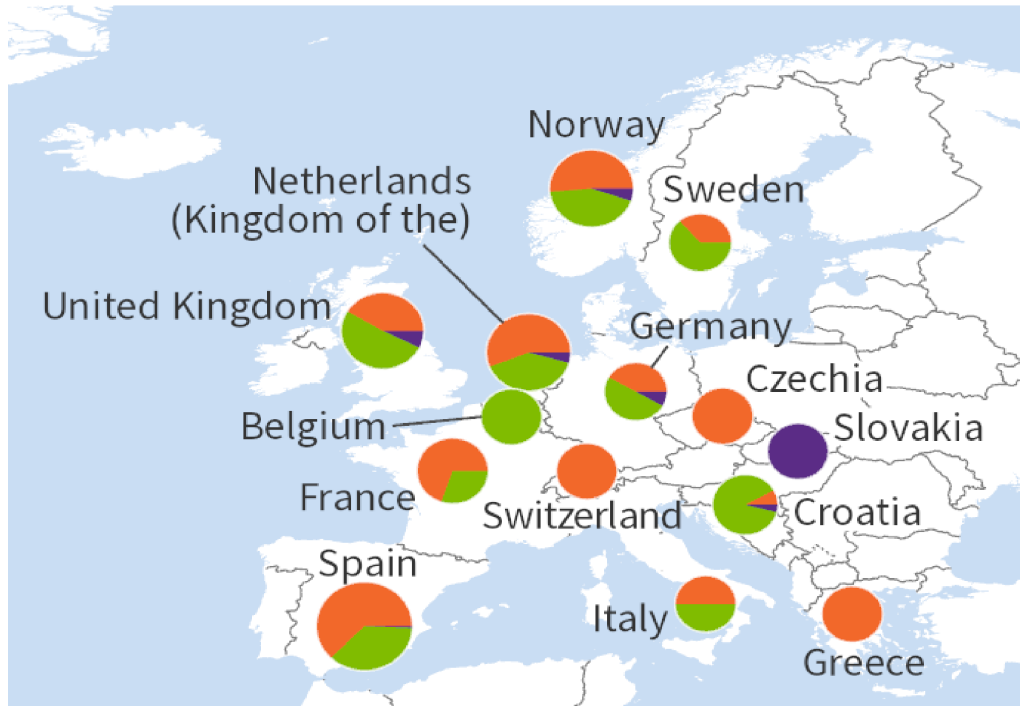 Norway
Netherlands
(Kingdom of the)
Sweden
United Kingdom
Germany
Czechia
Belgium
Slovakia
France
Switzerland
Croatia
Spain
Italy
Greece